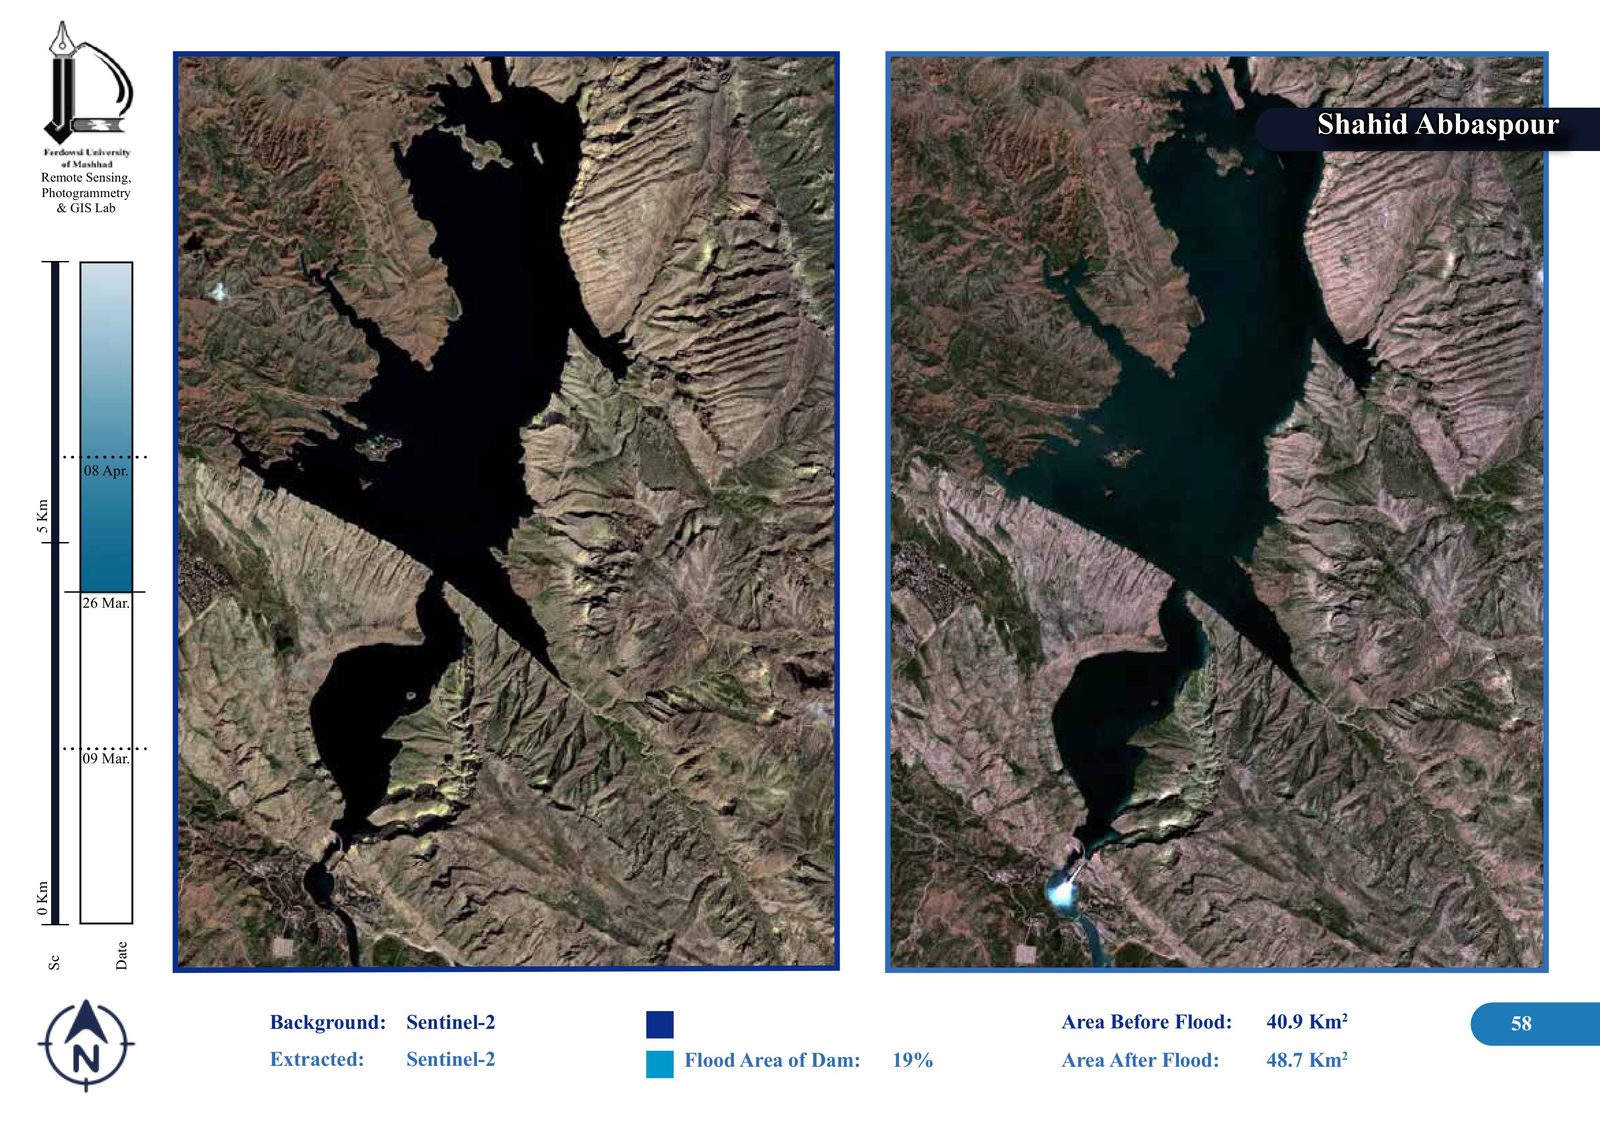 Ferdowsi University
of Mashhad
Remote Sensing,
Photogrammetry
& GIS Lab
Shahid Abbaspour
08 Apr.
5 Km
26 Mar.
09 Mar.
0 Km
Sc
Date
N
Background: Sentinel-2
Extracted: Sentinel-2
Flood Area of Dam: 19%
Area Before Flood: 40.9 Km²
Area After Flood: 48.7 Km²
58